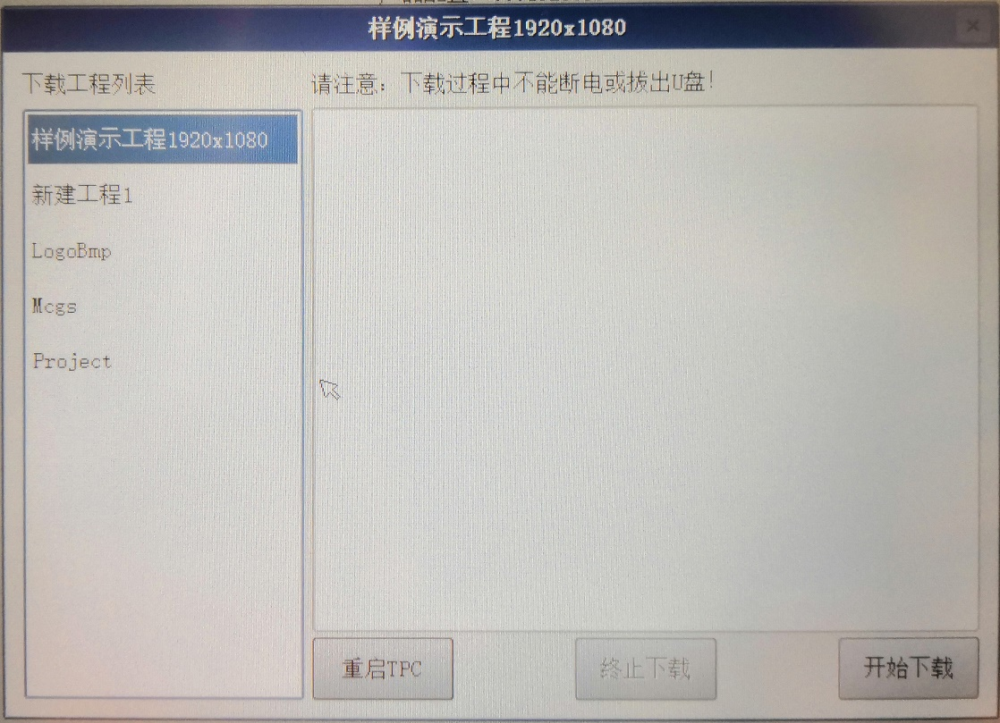 样例演示工程1920x1080
下载工程列表
请注意：下载过程中不能断电或拔出U盘！
样例演示工程1920x1080
新建工程1
LogoBmp
Mcgs
Project
重启TPC
终止下载
开始下载